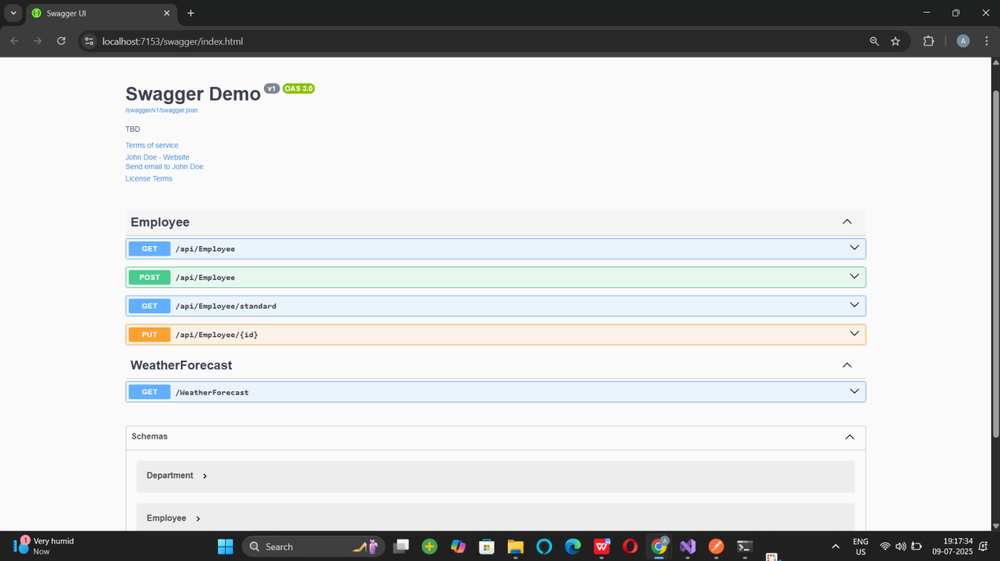 Swagger UI
localhost:7153/swagger/index.html
A
Swagger Demo v1 OAS 3.0
/swagger/v1/swagger.json
TBD
Terms of service
John Doe - Website
Send email to John Doe
License Terms
Employee
GET /api/Employee
POST /api/Employee
GET /api/Employee/standard
PUT /api/Employee/{id}
WeatherForecast
GET /WeatherForecast
Schemas
Department
Employee
1
Very humid
Now
Search
W
A
ENG
US
19:17:34
09-07-2025